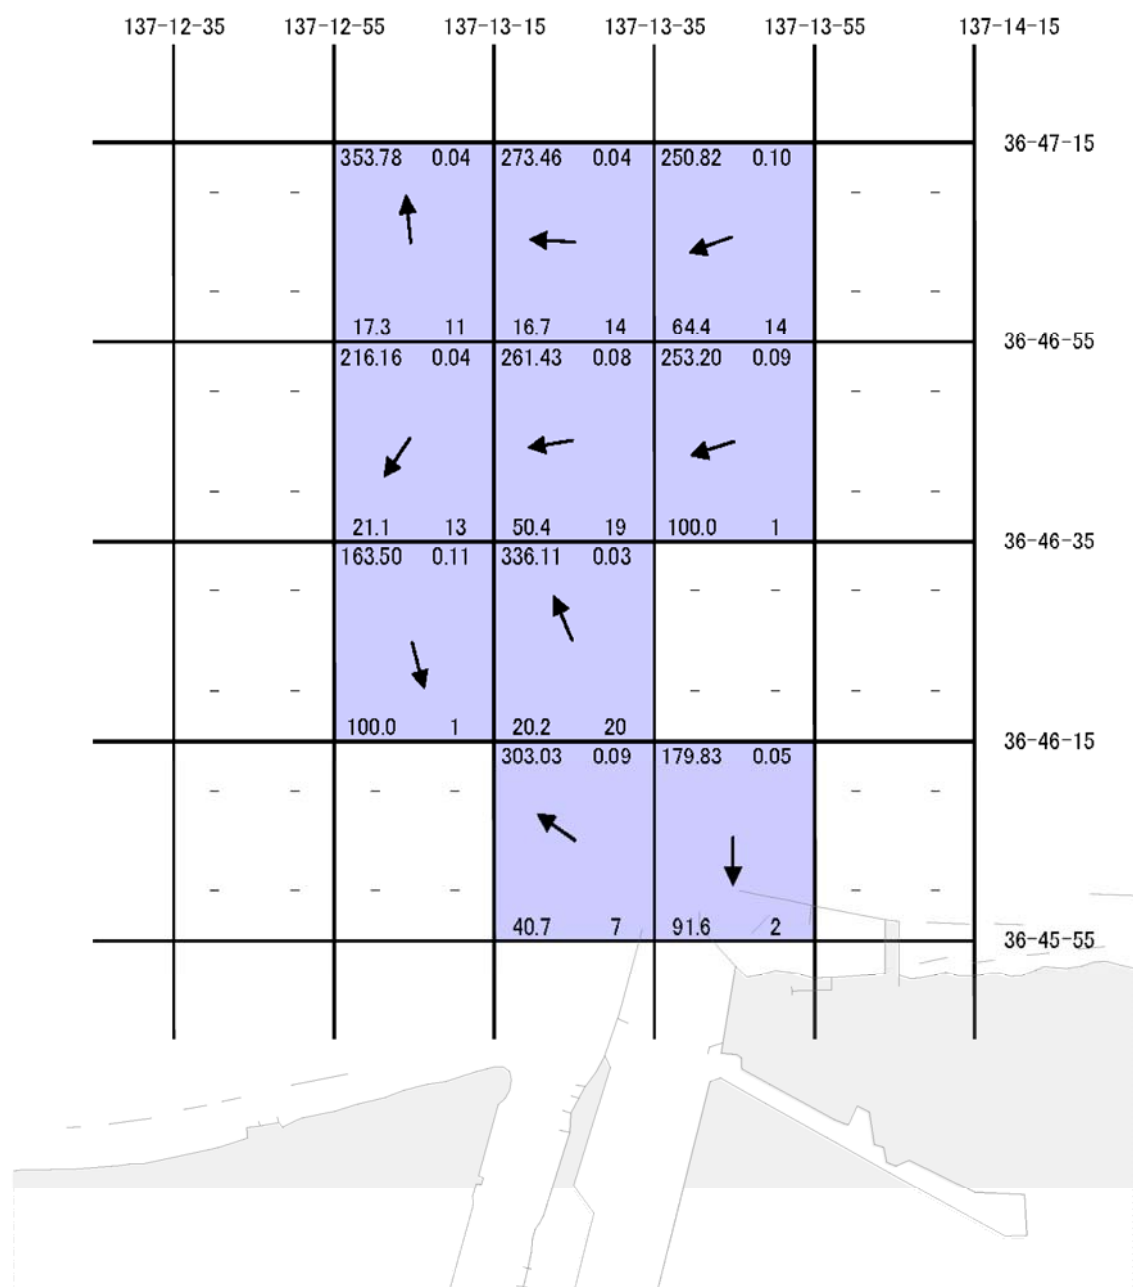 137-12-35 137-12-55 137-13-15 137-13-35 137-13-55 137-14-15
36-47-15
353.78 0.04 273.46 0.04 250.82 0.10
- - - -
- - - -
17.3 11 16.7 14 64.4 14
36-46-55
216.16 0.04 261.43 0.08 253.20 0.09
- - - -
- - - -
21.1 13 50.4 19 100.0 1
36-46-35
163.50 0.11 336.11 0.03
- - - - - -
- - - - - -
100.0 1 20.2 20
36-46-15
303.03 0.09 179.83 0.05
- - - - - -
- - - - - -
40.7 7 91.6 2
36-45-55